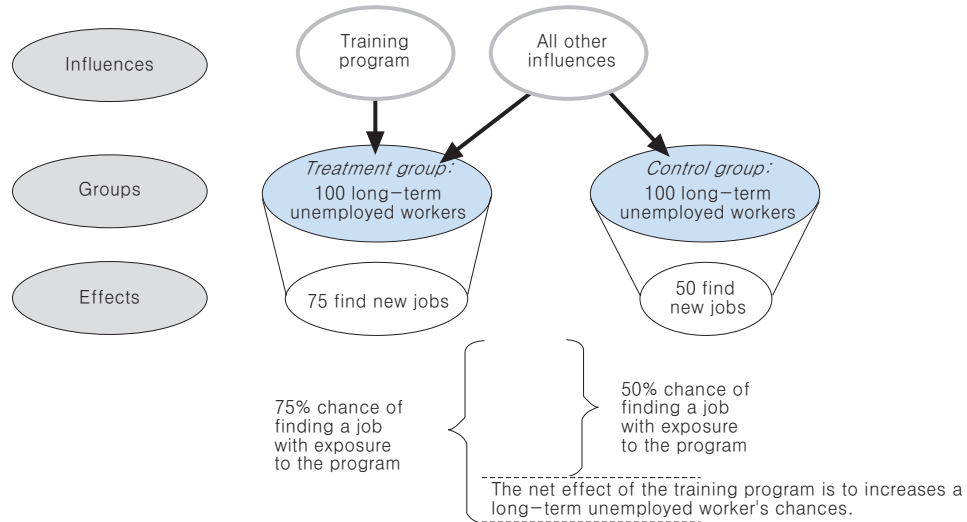 Influences
Training
program
All other
influences
Groups
Treatment group:
100 long-term
unemployed workers
Control group:
100 long-term
unemployed workers
Effects
75 find new jobs
50 find
new jobs
75% chance of
finding a job
with exposure
to the program
50% chance of
finding a job
with exposure
to the program
The net effect of the training program is to increases a
long-term unemployed worker's chances.